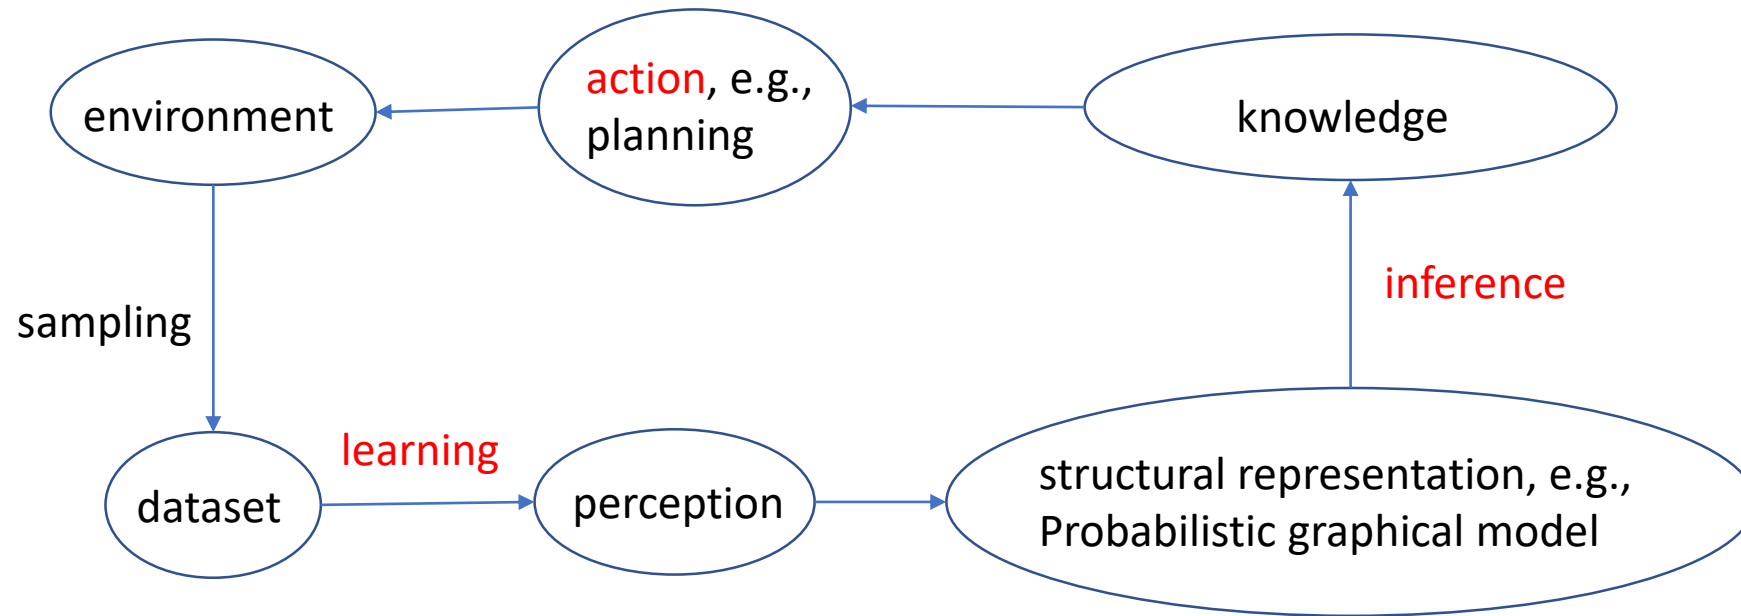 environment
action, e.g.,
planning
knowledge
sampling
inference
learning
dataset
perception
structural representation, e.g.,
Probabilistic graphical model